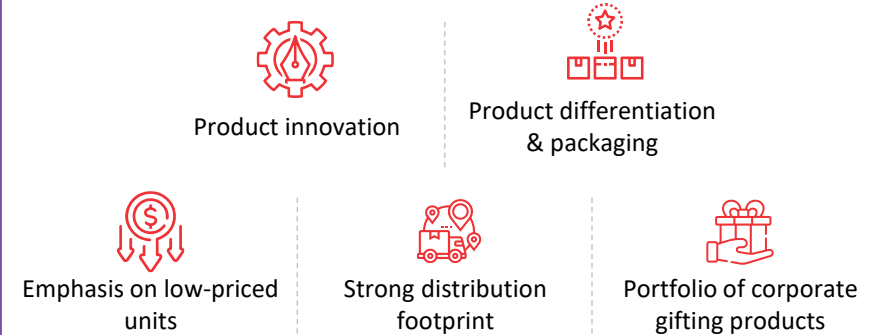 Product innovation
Product differentiation
& packaging
Emphasis on low-priced
units
Strong distribution
footprint
Portfolio of corporate
gifting products